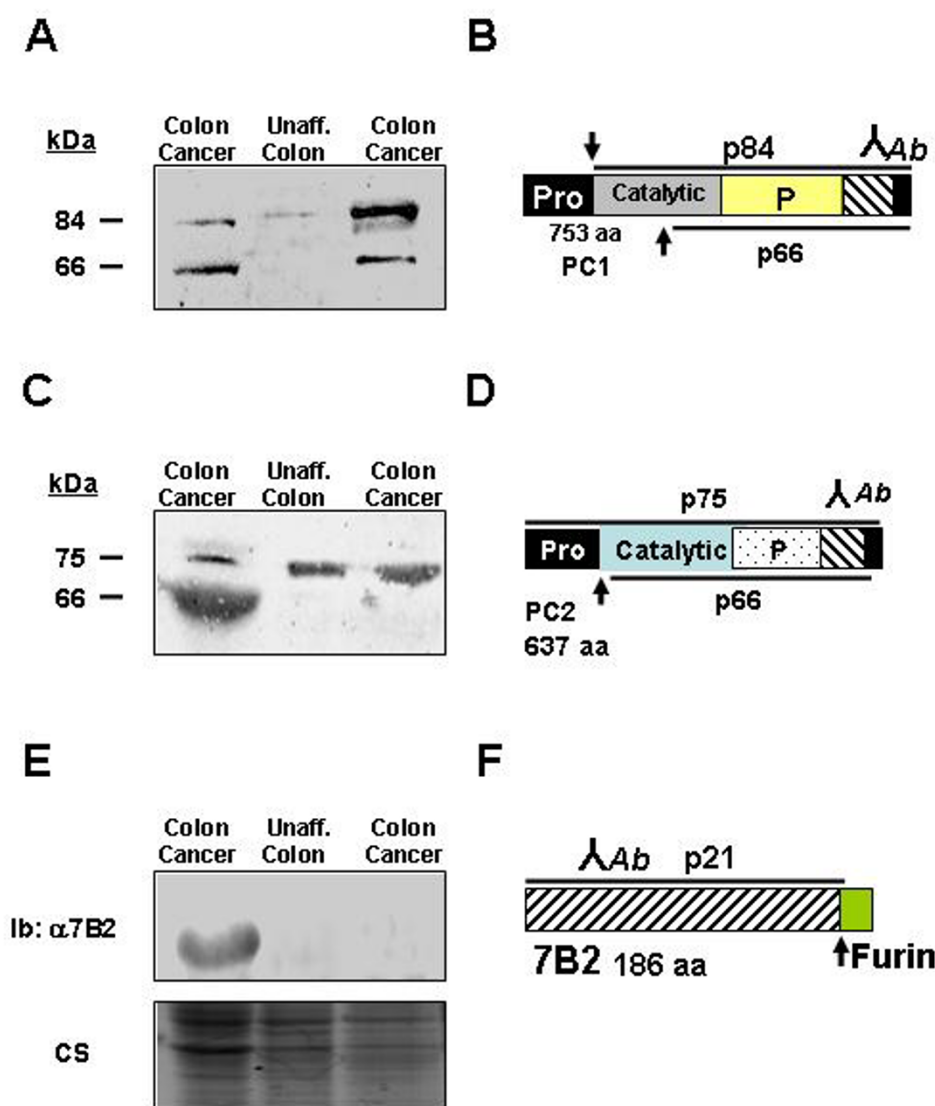 A
kDa
Colon Cancer
Unaff. Colon
Colon Cancer
84
66
B
p84
Ab
Pro
Catalytic
P
753 aa
PC1
p66
C
kDa
Colon Cancer
Unaff. Colon
Colon Cancer
75
66
D
p75
Ab
Pro
Catalytic
P
p66
PC2
637 aa
E
Colon Cancer
Unaff. Colon
Colon Cancer
Ib: α7B2
CS
F
Ab
p21
7B2 186 aa
Furin